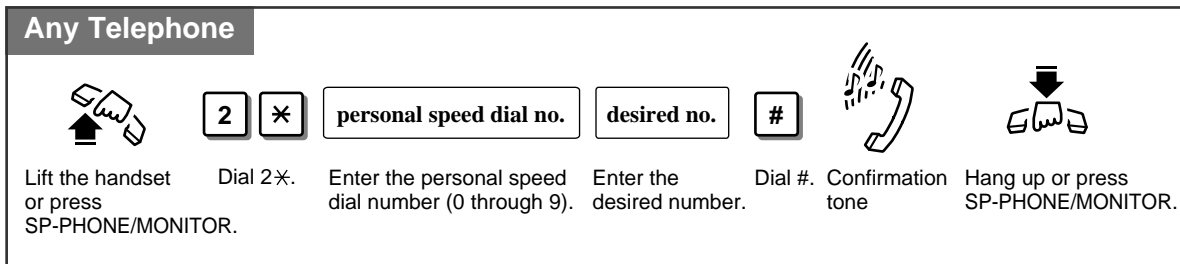 Any Telephone
2 ✳ personal speed dial no. desired no. #
Lift the handset
or press
SP-PHONE/MONITOR.
Dial 2✳.
Enter the personal speed
dial number (0 through 9).
Enter the
desired number.
Dial #.
Confirmation
tone
Hang up or press
SP-PHONE/MONITOR.